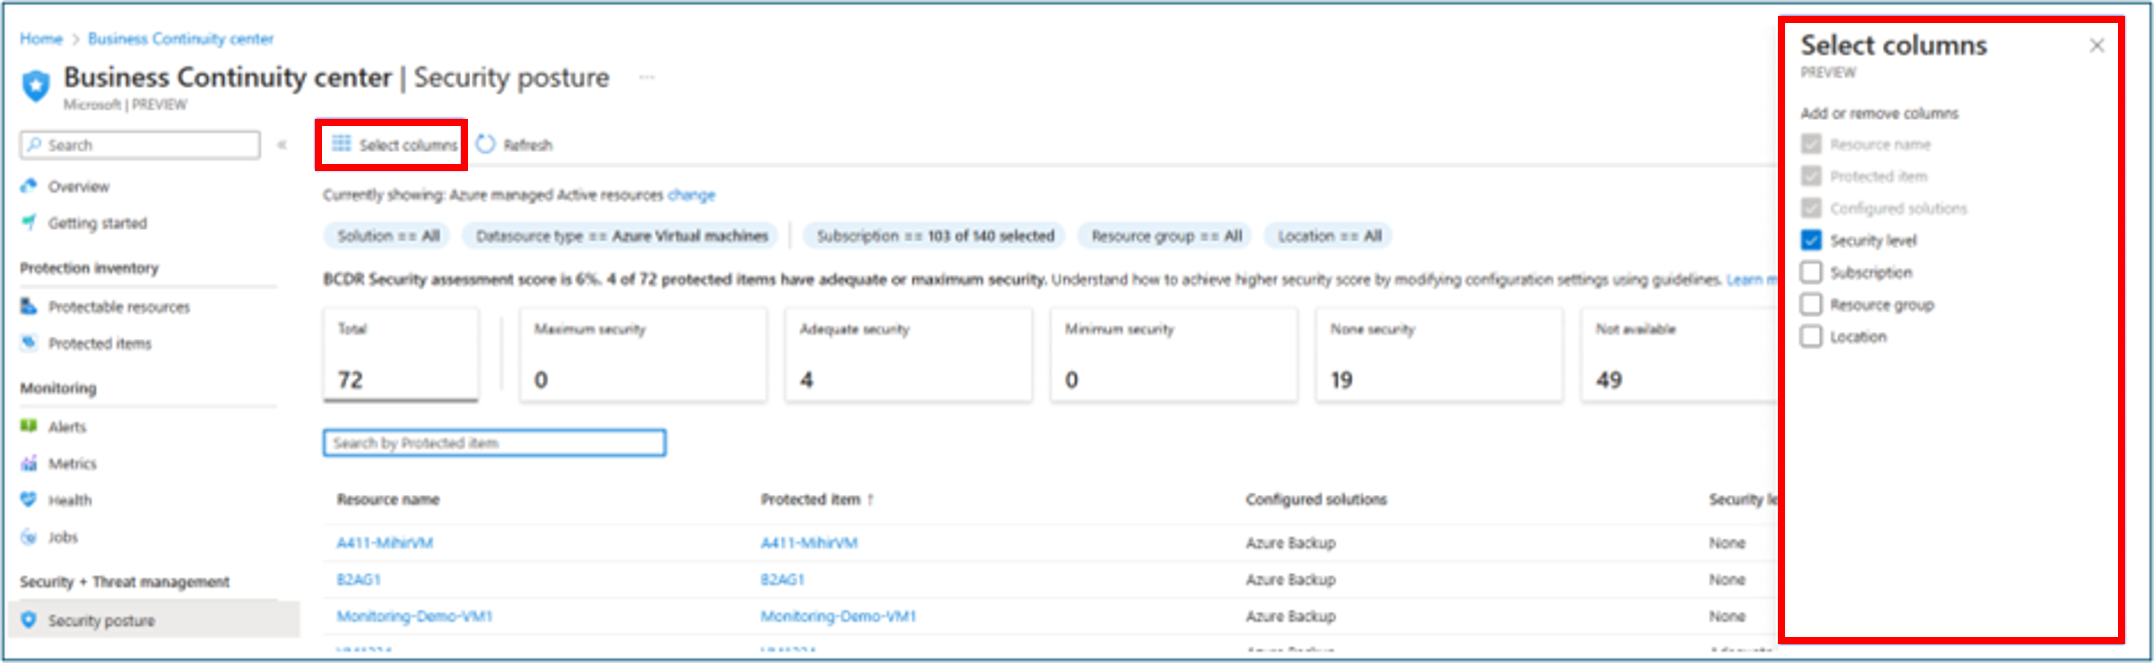 Home > Business Continuity center
Business Continuity center | Security posture ...
Microsoft | PREVIEW
Search «
Overview
Getting started
Protection inventory
Protectable resources
Protected items
Monitoring
Alerts
Metrics
Health
Jobs
Security + Threat management
Security posture
Select columns Refresh
Currently showing: Azure managed Active resources change
Solution == All Datasource type == Azure Virtual machines | Subscription == 103 of 140 selected Resource group == All Location == All
BCDR Security assessment score is 6%. 4 of 72 protected items have adequate or maximum security. Understand how to achieve higher security score by modifying configuration settings using guidelines. Learn m
Total Maximum security Adequate security Minimum security None security Not available
72 0 4 0 19 49
Search by Protected item
Resource name Protected item ↑ Configured solutions Security le
A411-MihirVM A411-MihirVM Azure Backup None
B2AG1 B2AG1 Azure Backup None
Monitoring-Demo-VM1 Monitoring-Demo-VM1 Azure Backup None
Select columns
PREVIEW
Add or remove columns
Resource name
Protected item
Configured solutions
Security level
Subscription
Resource group
Location